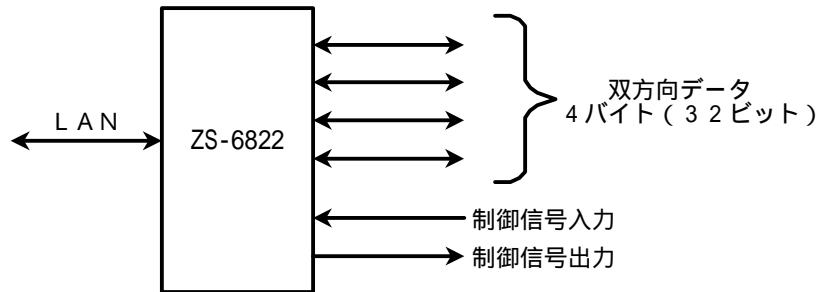 LAN
ZS-6822
双方向データ
4バイト(32ビット)
制御信号入力
制御信号出力